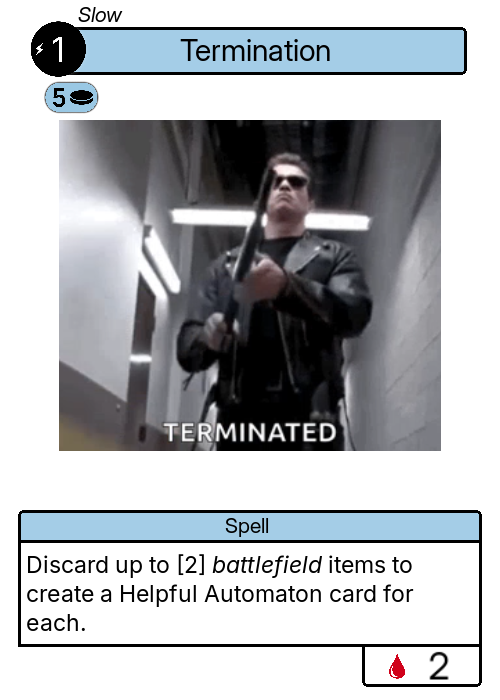 Slow
1
Termination
5
TERMINATED
Spell
Discard up to [2] battlefield items to
create a Helpful Automaton card for
each.
2